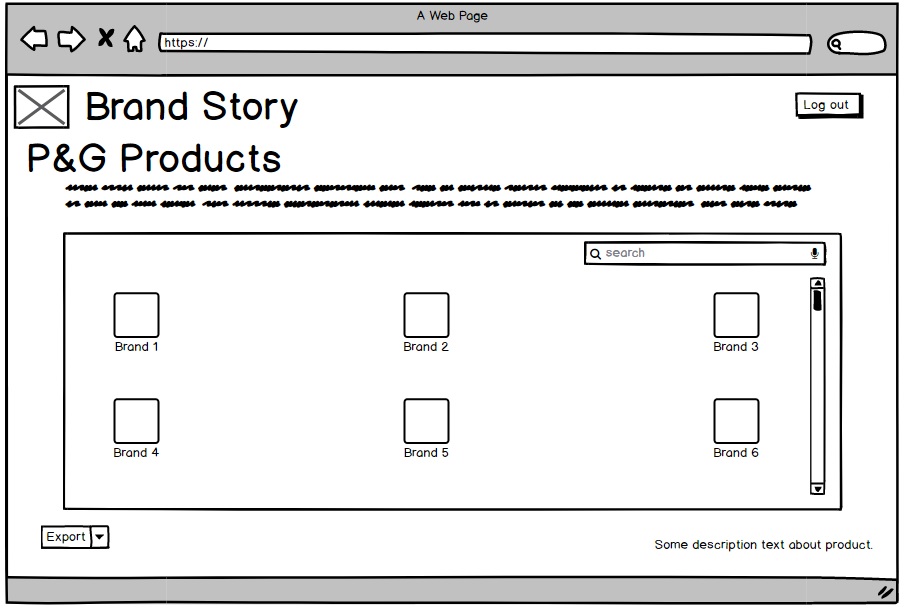 A Web Page
https://
Brand Story
Log out
P&G Products
search
Brand 1
Brand 2
Brand 3
Brand 4
Brand 5
Brand 6
Export
Some description text about product.